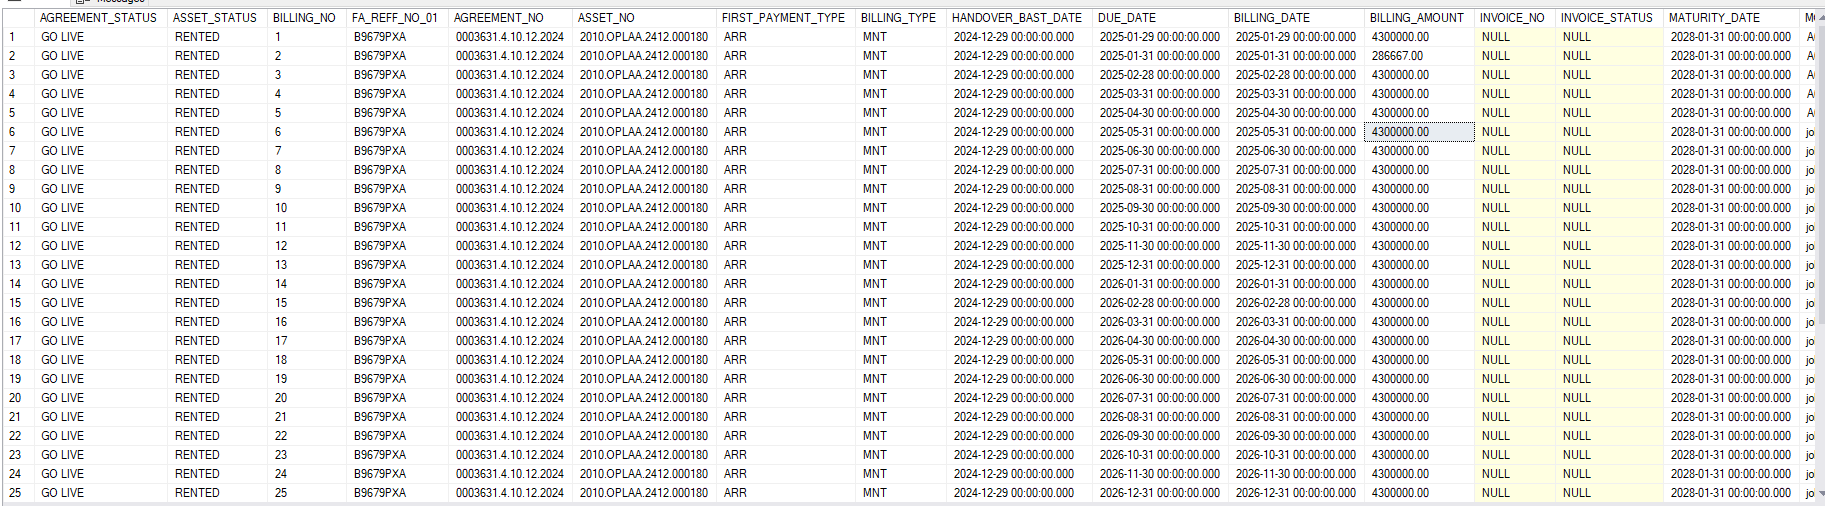 Messages
AGREEMENT_STATUS ASSET_STATUS BILLING_NO FA_REFF_NO_01 AGREEMENT_NO ASSET_NO FIRST_PAYMENT_TYPE BILLING_TYPE HANDOVER_BAST_DATE DUE_DATE BILLING_DATE BILLING_AMOUNT INVOICE_NO INVOICE_STATUS MATURITY_DATE
1 GO LIVE RENTED 1 B9679PXA 0003631.4.10.12.2024 2010.OPLAA.2412.000180 ARR MNT 2024-12-29 00:00:00.000 2025-01-29 00:00:00.000 2025-01-29 00:00:00.000 4300000.00 NULL NULL 2028-01-31 00:00:00.000
2 GO LIVE RENTED 2 B9679PXA 0003631.4.10.12.2024 2010.OPLAA.2412.000180 ARR MNT 2024-12-29 00:00:00.000 2025-01-31 00:00:00.000 2025-01-31 00:00:00.000 286667.00 NULL NULL 2028-01-31 00:00:00.000
3 GO LIVE RENTED 3 B9679PXA 0003631.4.10.12.2024 2010.OPLAA.2412.000180 ARR MNT 2024-12-29 00:00:00.000 2025-02-28 00:00:00.000 2025-02-28 00:00:00.000 4300000.00 NULL NULL 2028-01-31 00:00:00.000
4 GO LIVE RENTED 4 B9679PXA 0003631.4.10.12.2024 2010.OPLAA.2412.000180 ARR MNT 2024-12-29 00:00:00.000 2025-03-31 00:00:00.000 2025-03-31 00:00:00.000 4300000.00 NULL NULL 2028-01-31 00:00:00.000
5 GO LIVE RENTED 5 B9679PXA 0003631.4.10.12.2024 2010.OPLAA.2412.000180 ARR MNT 2024-12-29 00:00:00.000 2025-04-30 00:00:00.000 2025-04-30 00:00:00.000 4300000.00 NULL NULL 2028-01-31 00:00:00.000
6 GO LIVE RENTED 6 B9679PXA 0003631.4.10.12.2024 2010.OPLAA.2412.000180 ARR MNT 2024-12-29 00:00:00.000 2025-05-31 00:00:00.000 2025-05-31 00:00:00.000 4300000.00 NULL NULL 2028-01-31 00:00:00.000 jo
7 GO LIVE RENTED 7 B9679PXA 0003631.4.10.12.2024 2010.OPLAA.2412.000180 ARR MNT 2024-12-29 00:00:00.000 2025-06-30 00:00:00.000 2025-06-30 00:00:00.000 4300000.00 NULL NULL 2028-01-31 00:00:00.000 jo
8 GO LIVE RENTED 8 B9679PXA 0003631.4.10.12.2024 2010.OPLAA.2412.000180 ARR MNT 2024-12-29 00:00:00.000 2025-07-31 00:00:00.000 2025-07-31 00:00:00.000 4300000.00 NULL NULL 2028-01-31 00:00:00.000 jo
9 GO LIVE RENTED 9 B9679PXA 0003631.4.10.12.2024 2010.OPLAA.2412.000180 ARR MNT 2024-12-29 00:00:00.000 2025-08-31 00:00:00.000 2025-08-31 00:00:00.000 4300000.00 NULL NULL 2028-01-31 00:00:00.000 jo
10 GO LIVE RENTED 10 B9679PXA 0003631.4.10.12.2024 2010.OPLAA.2412.000180 ARR MNT 2024-12-29 00:00:00.000 2025-09-30 00:00:00.000 2025-09-30 00:00:00.000 4300000.00 NULL NULL 2028-01-31 00:00:00.000 jo
11 GO LIVE RENTED 11 B9679PXA 0003631.4.10.12.2024 2010.OPLAA.2412.000180 ARR MNT 2024-12-29 00:00:00.000 2025-10-31 00:00:00.000 2025-10-31 00:00:00.000 4300000.00 NULL NULL 2028-01-31 00:00:00.000 jo
12 GO LIVE RENTED 12 B9679PXA 0003631.4.10.12.2024 2010.OPLAA.2412.000180 ARR MNT 2024-12-29 00:00:00.000 2025-11-30 00:00:00.000 2025-11-30 00:00:00.000 4300000.00 NULL NULL 2028-01-31 00:00:00.000 jo
13 GO LIVE RENTED 13 B9679PXA 0003631.4.10.12.2024 2010.OPLAA.2412.000180 ARR MNT 2024-12-29 00:00:00.000 2025-12-31 00:00:00.000 2025-12-31 00:00:00.000 4300000.00 NULL NULL 2028-01-31 00:00:00.000 jo
14 GO LIVE RENTED 14 B9679PXA 0003631.4.10.12.2024 2010.OPLAA.2412.000180 ARR MNT 2024-12-29 00:00:00.000 2026-01-31 00:00:00.000 2026-01-31 00:00:00.000 4300000.00 NULL NULL 2028-01-31 00:00:00.000 jo
15 GO LIVE RENTED 15 B9679PXA 0003631.4.10.12.2024 2010.OPLAA.2412.000180 ARR MNT 2024-12-29 00:00:00.000 2026-02-28 00:00:00.000 2026-02-28 00:00:00.000 4300000.00 NULL NULL 2028-01-31 00:00:00.000 jo
16 GO LIVE RENTED 16 B9679PXA 0003631.4.10.12.2024 2010.OPLAA.2412.000180 ARR MNT 2024-12-29 00:00:00.000 2026-03-31 00:00:00.000 2026-03-31 00:00:00.000 4300000.00 NULL NULL 2028-01-31 00:00:00.000 jo
17 GO LIVE RENTED 17 B9679PXA 0003631.4.10.12.2024 2010.OPLAA.2412.000180 ARR MNT 2024-12-29 00:00:00.000 2026-04-30 00:00:00.000 2026-04-30 00:00:00.000 4300000.00 NULL NULL 2028-01-31 00:00:00.000 jo
18 GO LIVE RENTED 18 B9679PXA 0003631.4.10.12.2024 2010.OPLAA.2412.000180 ARR MNT 2024-12-29 00:00:00.000 2026-05-31 00:00:00.000 2026-05-31 00:00:00.000 4300000.00 NULL NULL 2028-01-31 00:00:00.000 jo
19 GO LIVE RENTED 19 B9679PXA 0003631.4.10.12.2024 2010.OPLAA.2412.000180 ARR MNT 2024-12-29 00:00:00.000 2026-06-30 00:00:00.000 2026-06-30 00:00:00.000 4300000.00 NULL NULL 2028-01-31 00:00:00.000 jo
20 GO LIVE RENTED 20 B9679PXA 0003631.4.10.12.2024 2010.OPLAA.2412.000180 ARR MNT 2024-12-29 00:00:00.000 2026-07-31 00:00:00.000 2026-07-31 00:00:00.000 4300000.00 NULL NULL 2028-01-31 00:00:00.000 jo
21 GO LIVE RENTED 21 B9679PXA 0003631.4.10.12.2024 2010.OPLAA.2412.000180 ARR MNT 2024-12-29 00:00:00.000 2026-08-31 00:00:00.000 2026-08-31 00:00:00.000 4300000.00 NULL NULL 2028-01-31 00:00:00.000 jo
22 GO LIVE RENTED 22 B9679PXA 0003631.4.10.12.2024 2010.OPLAA.2412.000180 ARR MNT 2024-12-29 00:00:00.000 2026-09-30 00:00:00.000 2026-09-30 00:00:00.000 4300000.00 NULL NULL 2028-01-31 00:00:00.000 jo
23 GO LIVE RENTED 23 B9679PXA 0003631.4.10.12.2024 2010.OPLAA.2412.000180 ARR MNT 2024-12-29 00:00:00.000 2026-10-31 00:00:00.000 2026-10-31 00:00:00.000 4300000.00 NULL NULL 2028-01-31 00:00:00.000 jo
24 GO LIVE RENTED 24 B9679PXA 0003631.4.10.12.2024 2010.OPLAA.2412.000180 ARR MNT 2024-12-29 00:00:00.000 2026-11-30 00:00:00.000 2026-11-30 00:00:00.000 4300000.00 NULL NULL 2028-01-31 00:00:00.000 jo
25 GO LIVE RENTED 25 B9679PXA 0003631.4.10.12.2024 2010.OPLAA.2412.000180 ARR MNT 2024-12-29 00:00:00.000 2026-12-31 00:00:00.000 2026-12-31 00:00:00.000 4300000.00 NULL NULL 2028-01-31 00:00:00.000 jo